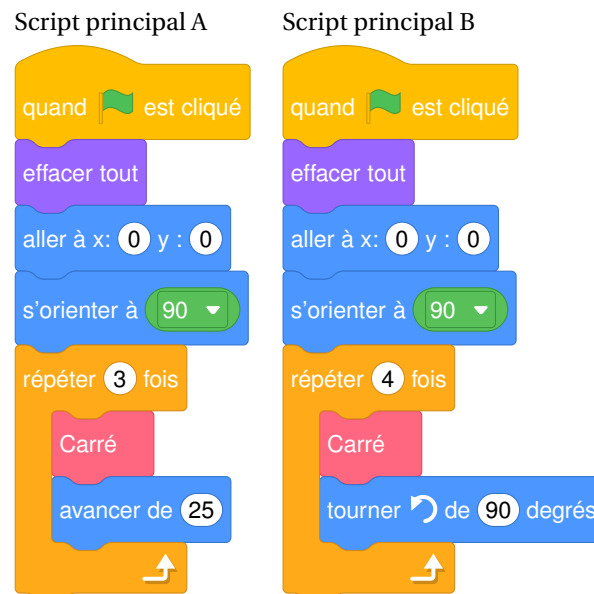 Script principal A
quand est cliqué
effacer tout
aller à x: 0 y : 0
s'orienter à 90
répéter 3 fois
Carré
avancer de 25
Script principal B
quand est cliqué
effacer tout
aller à x: 0 y : 0
s'orienter à 90
répéter 4 fois
Carré
tourner de 90 degrés